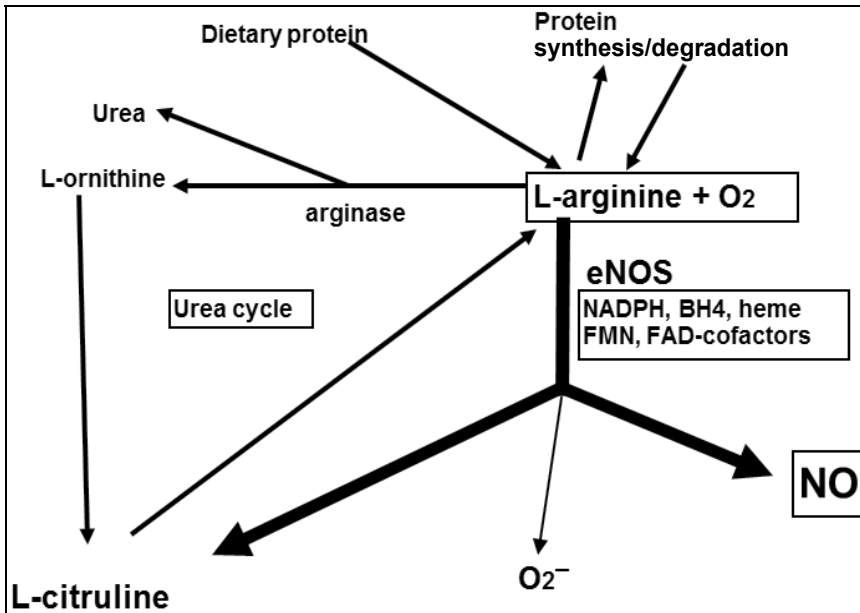 Dietary protein
Protein
synthesis/degradation
Urea
L-ornithine
arginase
L-arginine + O2
eNOS
NADPH, BH4, heme
FMN, FAD-cofactors
Urea cycle
NO
O2−
L-citruline